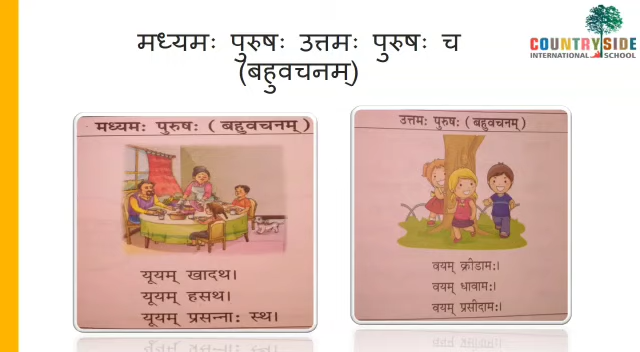 मध्यमः पुरुषः उत्तमः पुरुषः च
(बहुवचनम्)
COUNTRYSIDE
INTERNATIONAL SCHOOL
मध्यमः पुरुषः ( बहुवचनम् )
यूयम् खादथ।
यूयम् हसथ।
यूयम् प्रसन्नाः स्थ।
उत्तमः पुरुषः ( बहुवचनम् )
वयम् क्रीडामः।
वयम् धावामः।
वयम् प्रसीदामः।